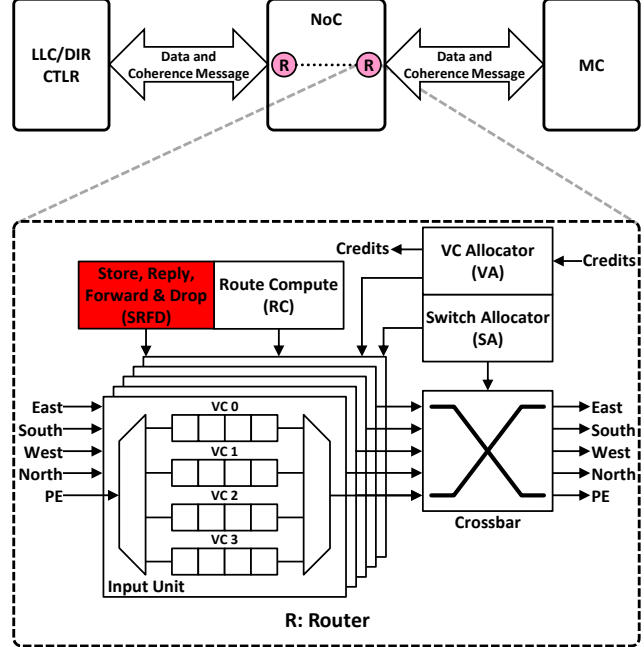 LLC/DIR
CTLR
Data and
Coherence Message
NoC
R
R
Data and
Coherence Message
MC
Store, Reply,
Forward & Drop
(SRFD)
Route Compute
(RC)
Credits
VC Allocator
(VA)
Credits
Switch Allocator
(SA)
East
South
West
North
PE
VC 0
VC 1
VC 2
VC 3
Input Unit
Crossbar
East
South
West
North
PE
R: Router